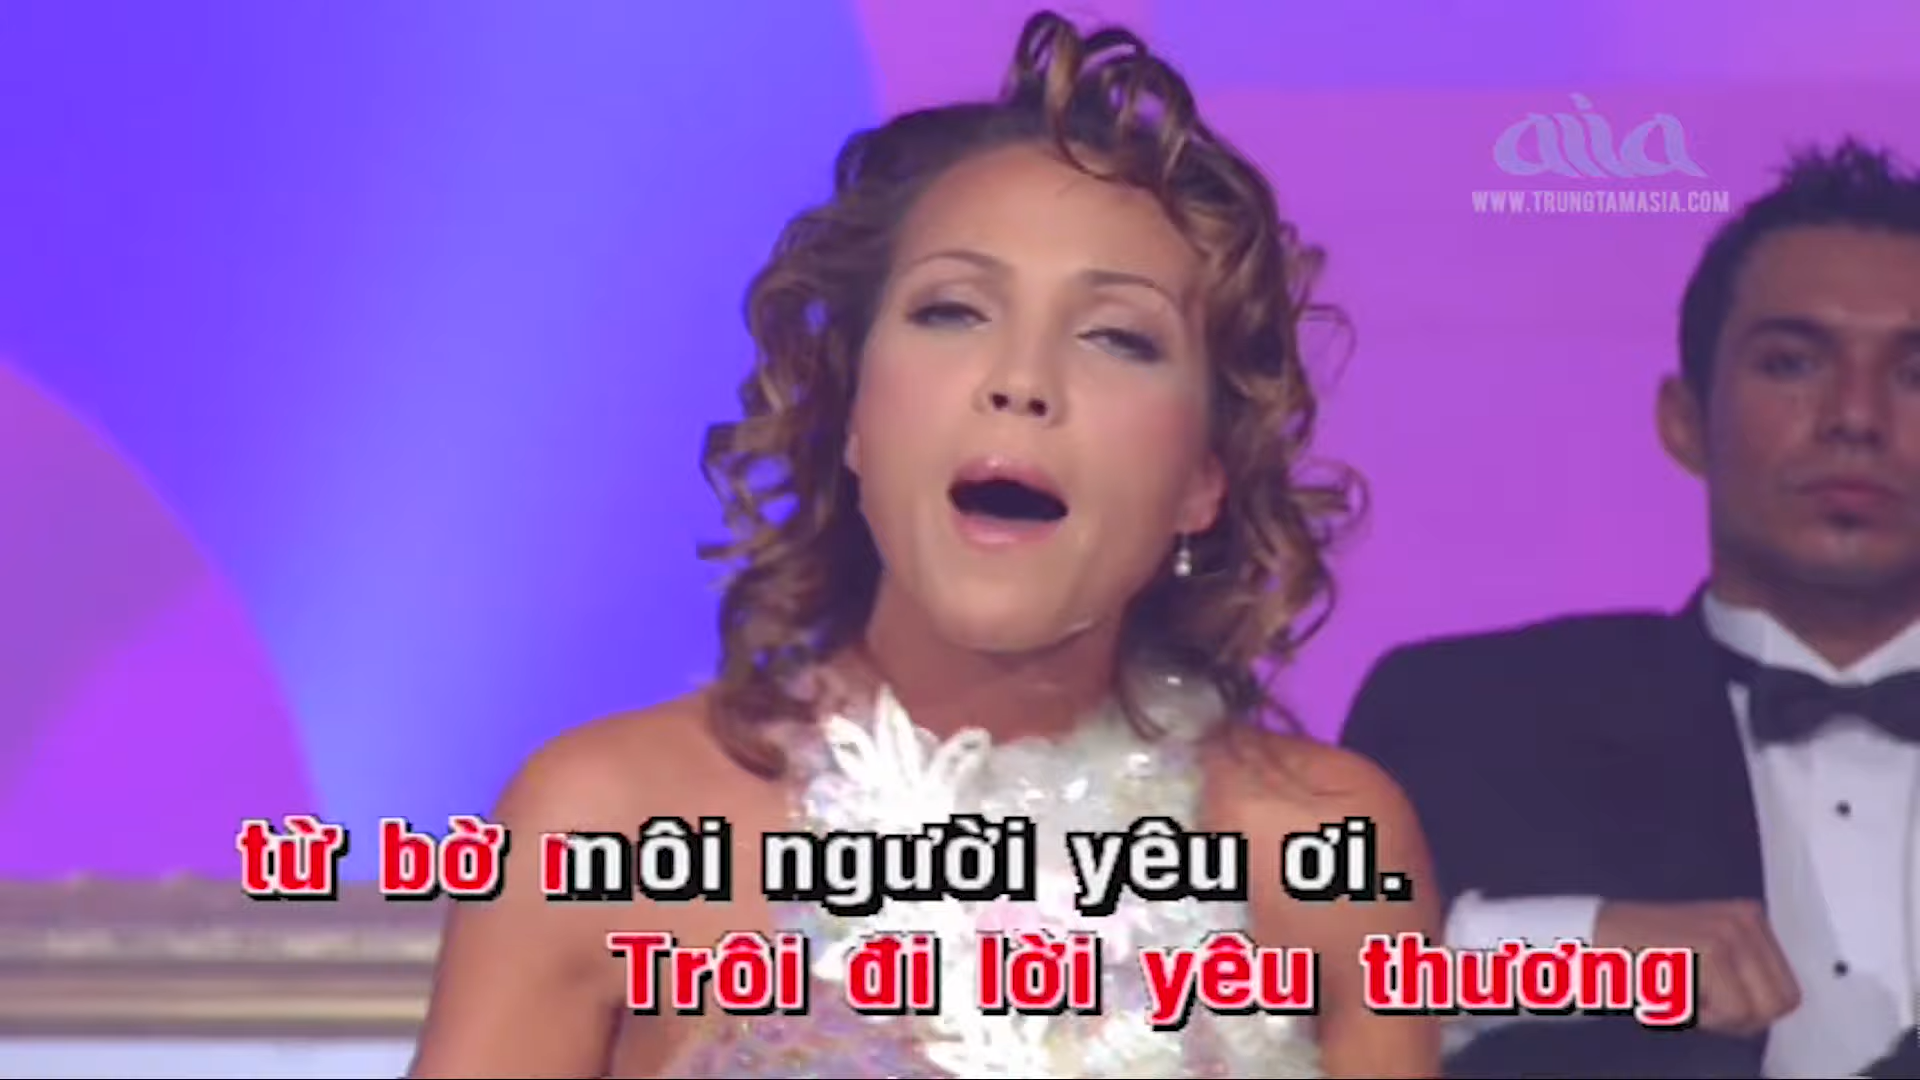 asia
WWW.TRUNGTAMASIA.COM
từ bờ môi người yêu ơi.
Trôi đi lời yêu thương